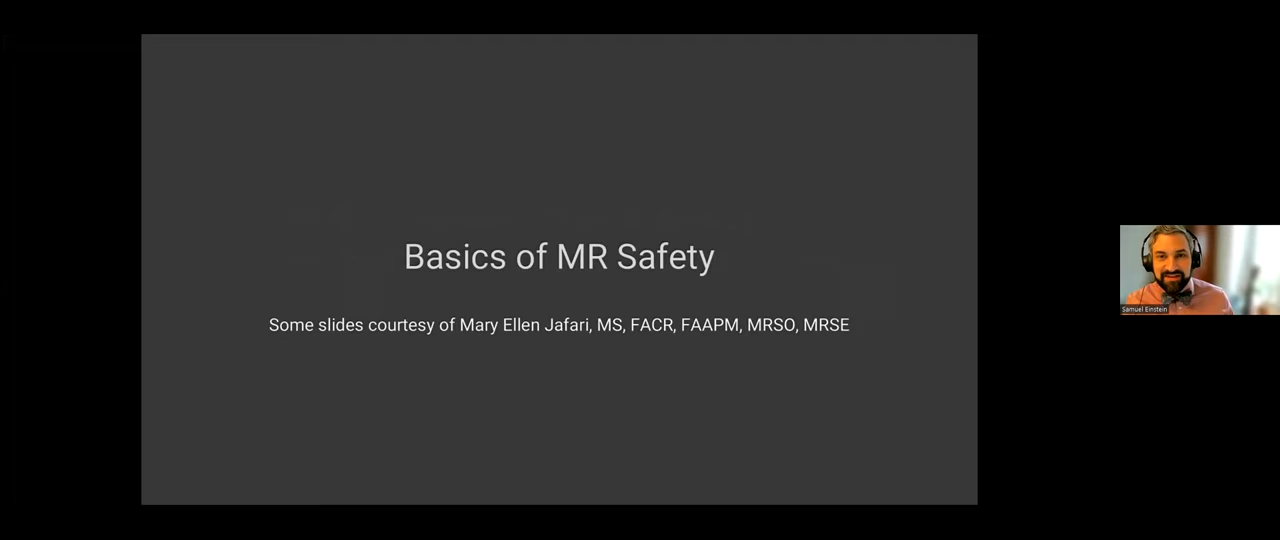 Basics of MR Safety
Some slides courtesy of Mary Ellen Jafari, MS, FACR, FAAPM, MRSO, MRSE
Samuel Einstein